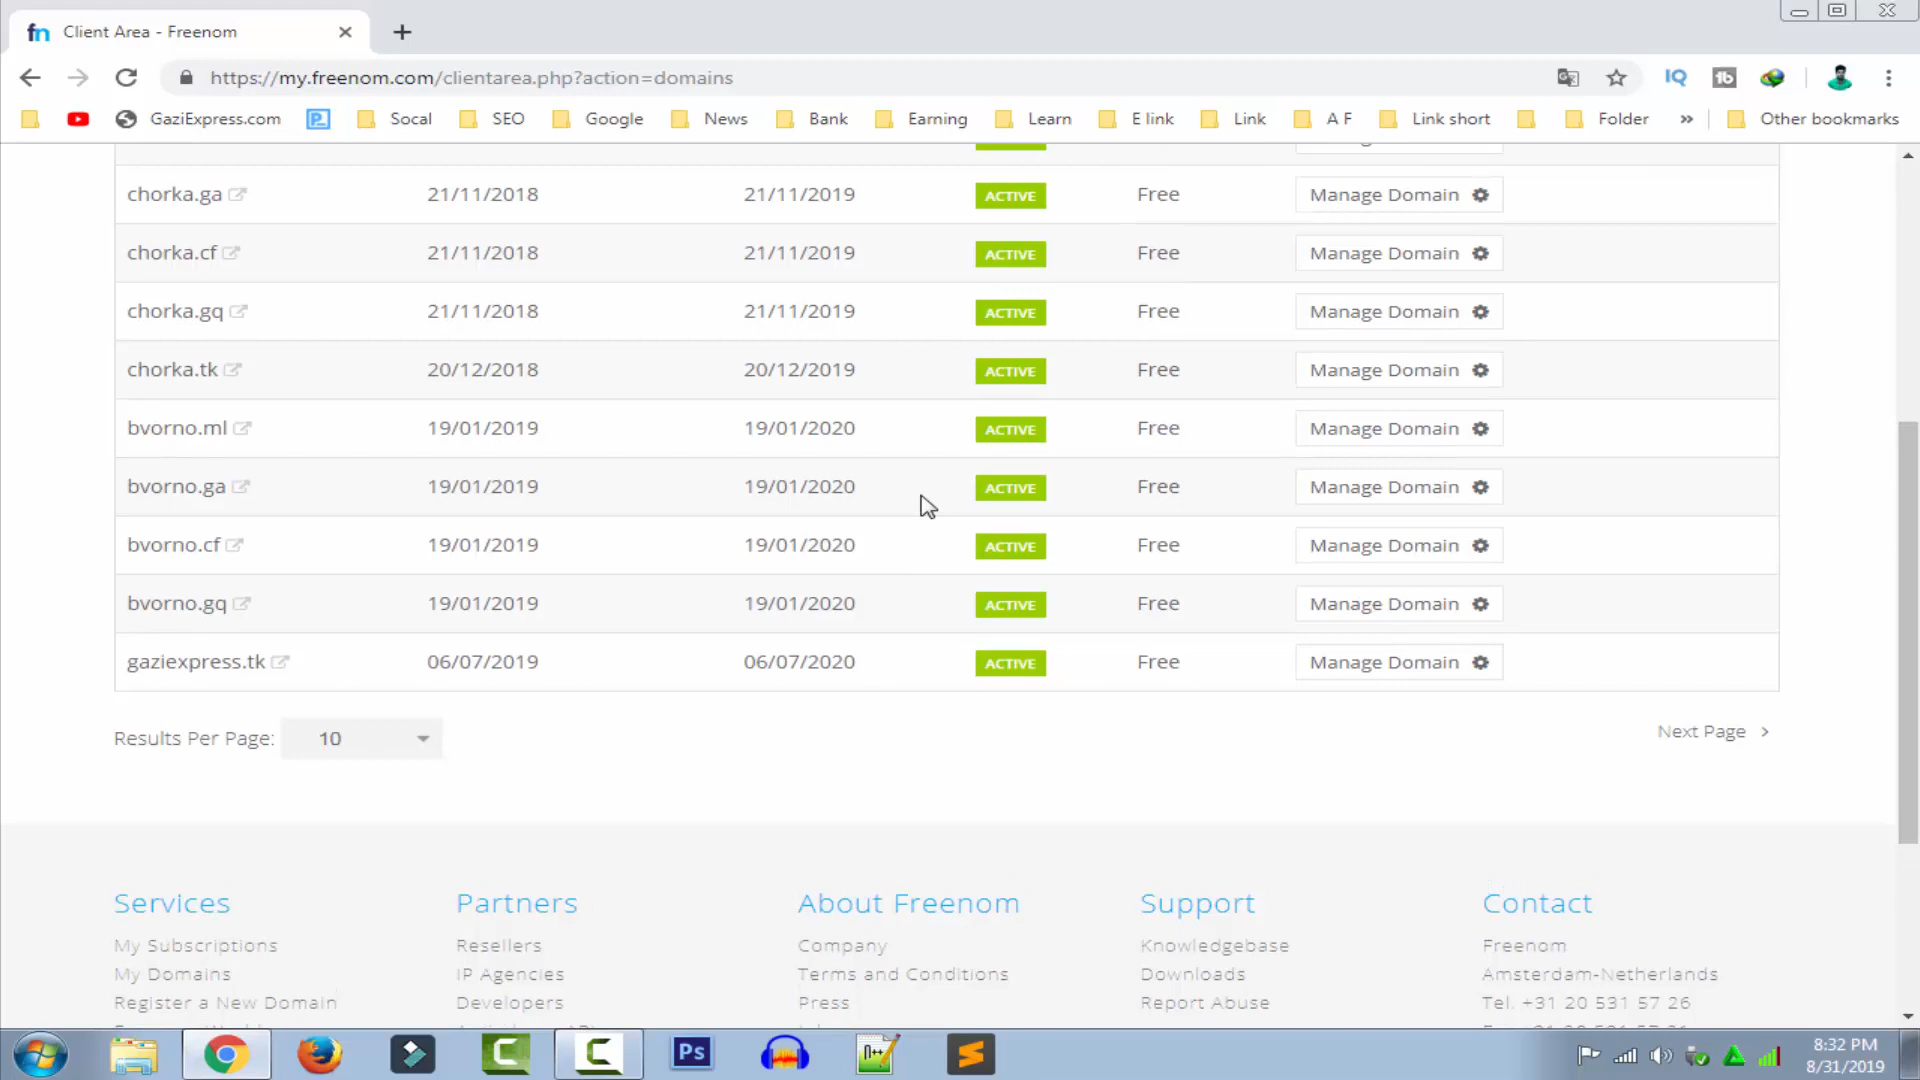 fn Client Area - Freenom
https://my.freenom.com/clientarea.php?action=domains
IQ
GaziExpress.com Socal SEO Google News Bank Earning Learn E link Link A F Link short Folder » Other bookmarks
chorka.ga 21/11/2018 21/11/2019 ACTIVE Free Manage Domain
chorka.cf 21/11/2018 21/11/2019 ACTIVE Free Manage Domain
chorka.gq 21/11/2018 21/11/2019 ACTIVE Free Manage Domain
chorka.tk 20/12/2018 20/12/2019 ACTIVE Free Manage Domain
bvorno.ml 19/01/2019 19/01/2020 ACTIVE Free Manage Domain
bvorno.ga 19/01/2019 19/01/2020 ACTIVE Free Manage Domain
bvorno.cf 19/01/2019 19/01/2020 ACTIVE Free Manage Domain
bvorno.gq 19/01/2019 19/01/2020 ACTIVE Free Manage Domain
gaziexpress.tk 06/07/2019 06/07/2020 ACTIVE Free Manage Domain
Results Per Page: 10
Next Page >
Services Partners About Freenom Support Contact
My Subscriptions Resellers Company Knowledgebase Freenom
My Domains IP Agencies Terms and Conditions Downloads Amsterdam-Netherlands
Register a New Domain Developers Press Report Abuse Tel. +31 20 531 57 26
Ps
8:32 PM
8/31/2019